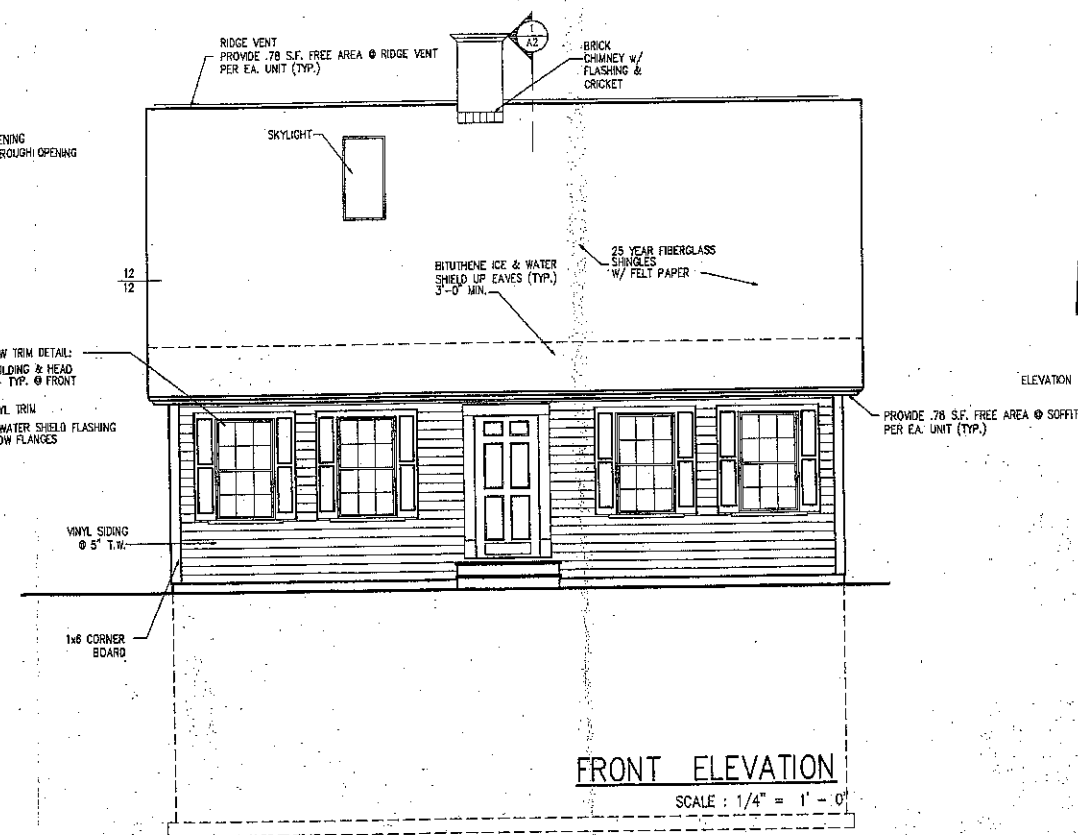 RIDGE VENT
PROVIDE .78 S.F. FREE AREA @ RIDGE VENT
PER EA. UNIT (TYP.)
1
A2
BRICK
CHIMNEY W/
FLASHING &
CRICKET
ENING
ROUGH OPENING
SKYLIGHT
12
12
BITUTHENE ICE & WATER
SHIELD UP EAVES (TYP.)
3'-0" MIN.
25 YEAR FIBERGLASS
SHINGLES
W/ FELT PAPER
W TRIM DETAIL:
& HEAD
TYP. @ FRONT
YL TRIM
WATER SHIELD FLASHING
OW FLANGES
ELEVATION
PROVIDE .78 S.F. FREE AREA @ SOFFIT
PER EA. UNIT (TYP.)
VINYL SIDING
@ 5" T.W.
1x6 CORNER
BOARD
FRONT ELEVATION
SCALE : 1/4" = 1' - 0"